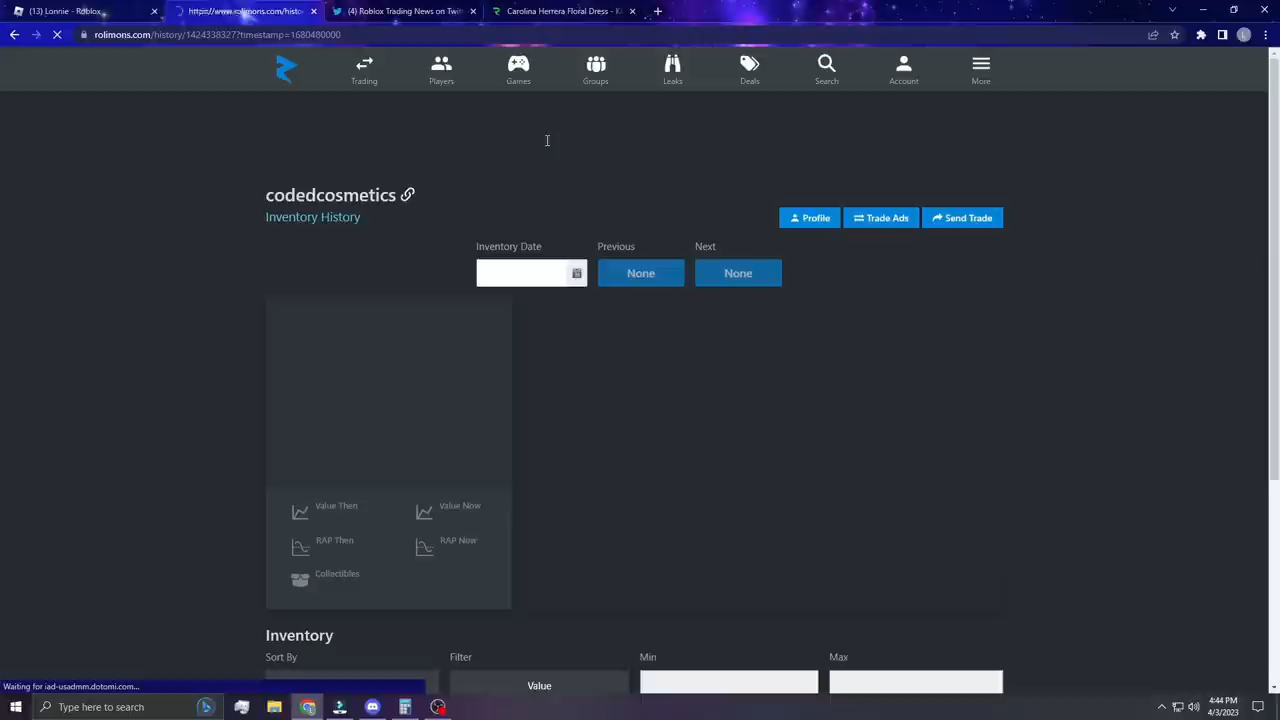 (13) Lonnie - Roblox
https://www.rolimons.com/histo
(4) Roblox Trading News on Twit
Carolina Herrera Floral Dress - K
rolimons.com/history/1424338327?timestamp=1680480000
L
Trading
Players
Games
Groups
Leaks
Deals
Search
Account
More
codedcosmetics
Inventory History
Profile
Trade Ads
Send Trade
Inventory Date
Previous
Next
None
None
Value Then
Value Now
RAP Then
RAP Now
Collectibles
Inventory
Sort By
Filter
Min
Max
Value
Waiting for iad-usadmm.dotomi.com...
Type here to search
4:44 PM
4/3/2023